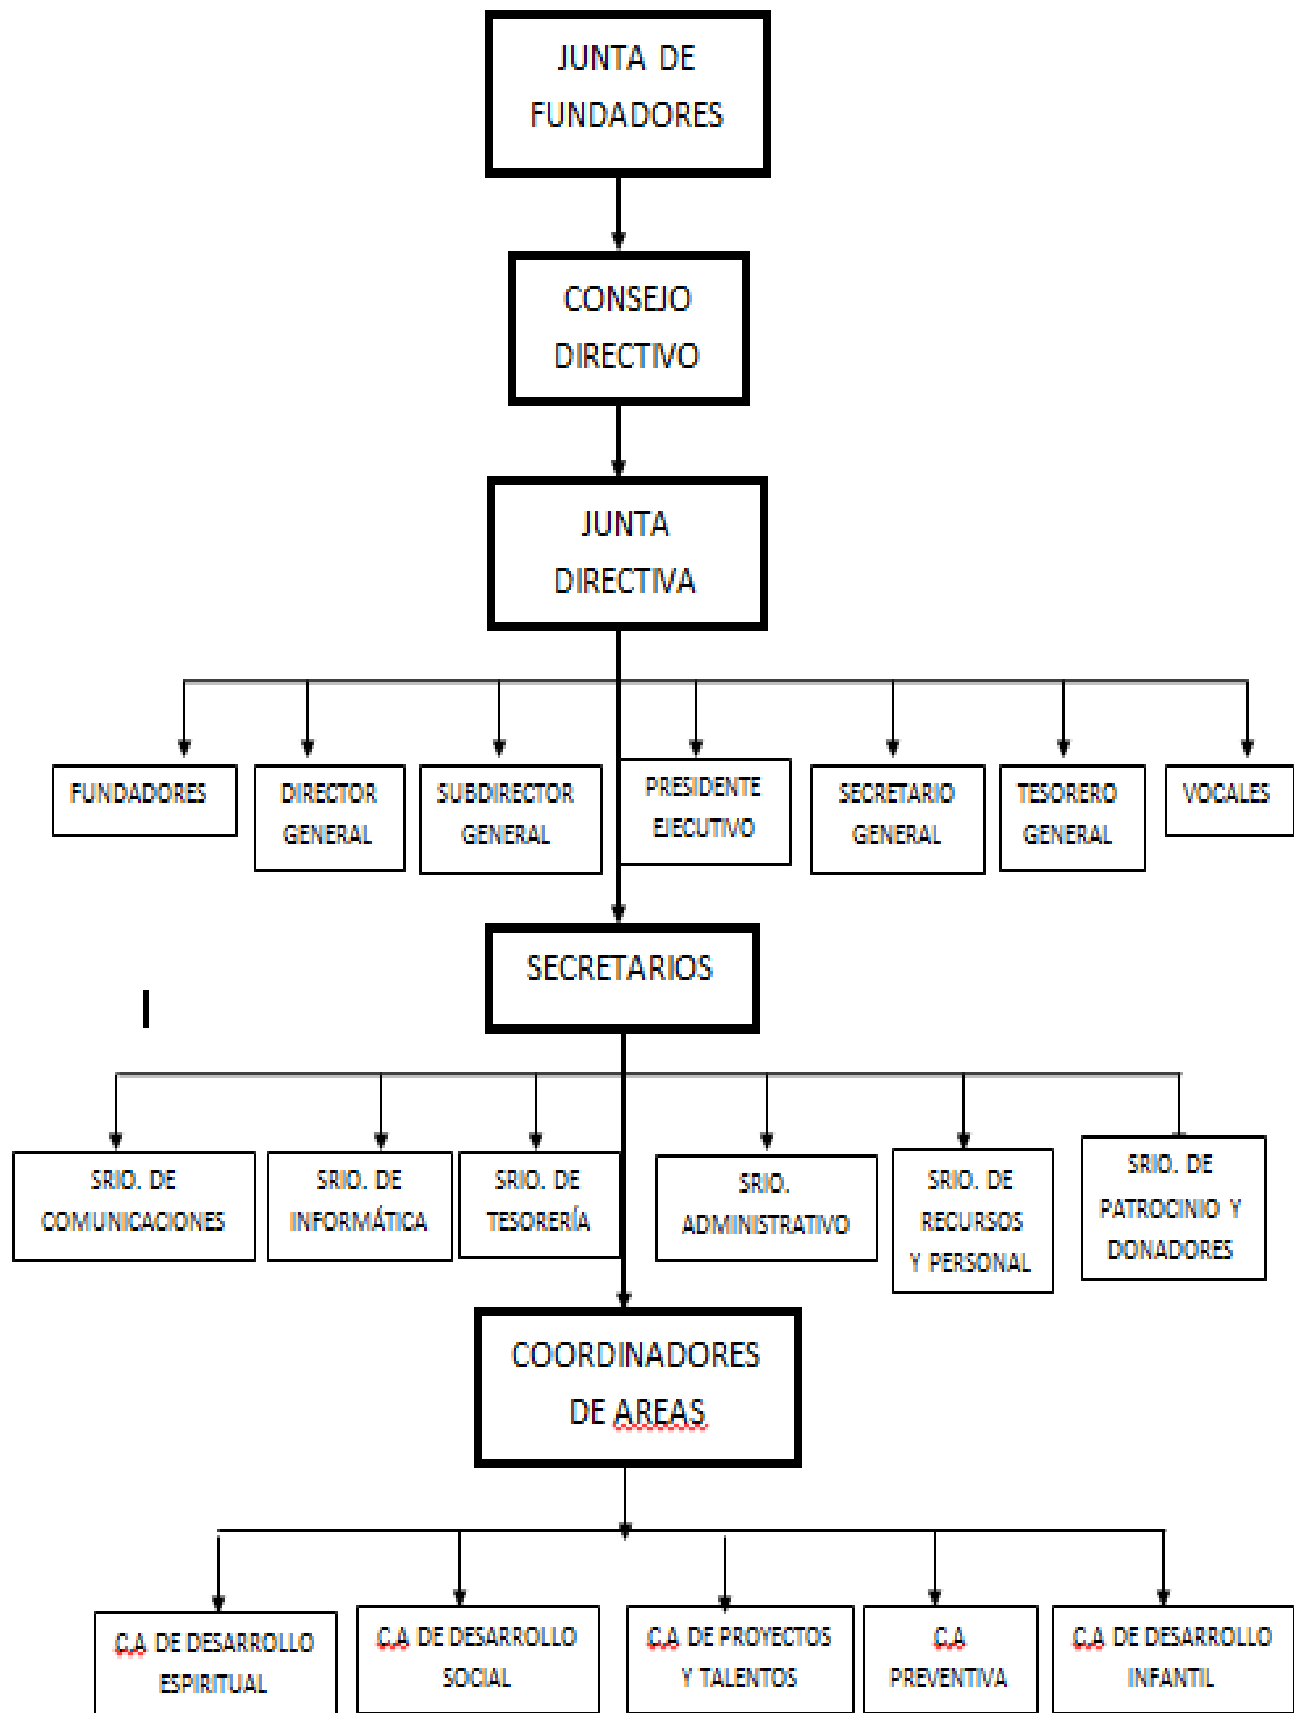 JUNTA DE
FUNDADORES
CONSEJO
DIRECTIVO
JUNTA
DIRECTIVA
FUNDADORES
DIRECTOR
GENERAL
SUBDIRECTOR
GENERAL
PRESIDENTE
EJECUTIVO
SECRETARIO
GENERAL
TESORERO
GENERAL
VOCALES
SECRETARIOS
SRIO. DE
COMUNICACIONES
SRIO. DE
INFORMÁTICA
SRIO. DE
TESORERÍA
SRIO.
ADMINISTRATIVO
SRIO. DE
RECURSOS
Y PERSONAL
SRIO. DE
PATROCINIO Y
DONADORES
COORDINADORES
DE AREAS
C.A DE DESARROLLO
ESPIRITUAL
C.A DE DESARROLLO
SOCIAL
C.A DE PROYECTOS
Y TALENTOS
C.A
PREVENTIVA
C.A DE DESARROLLO
INFANTIL